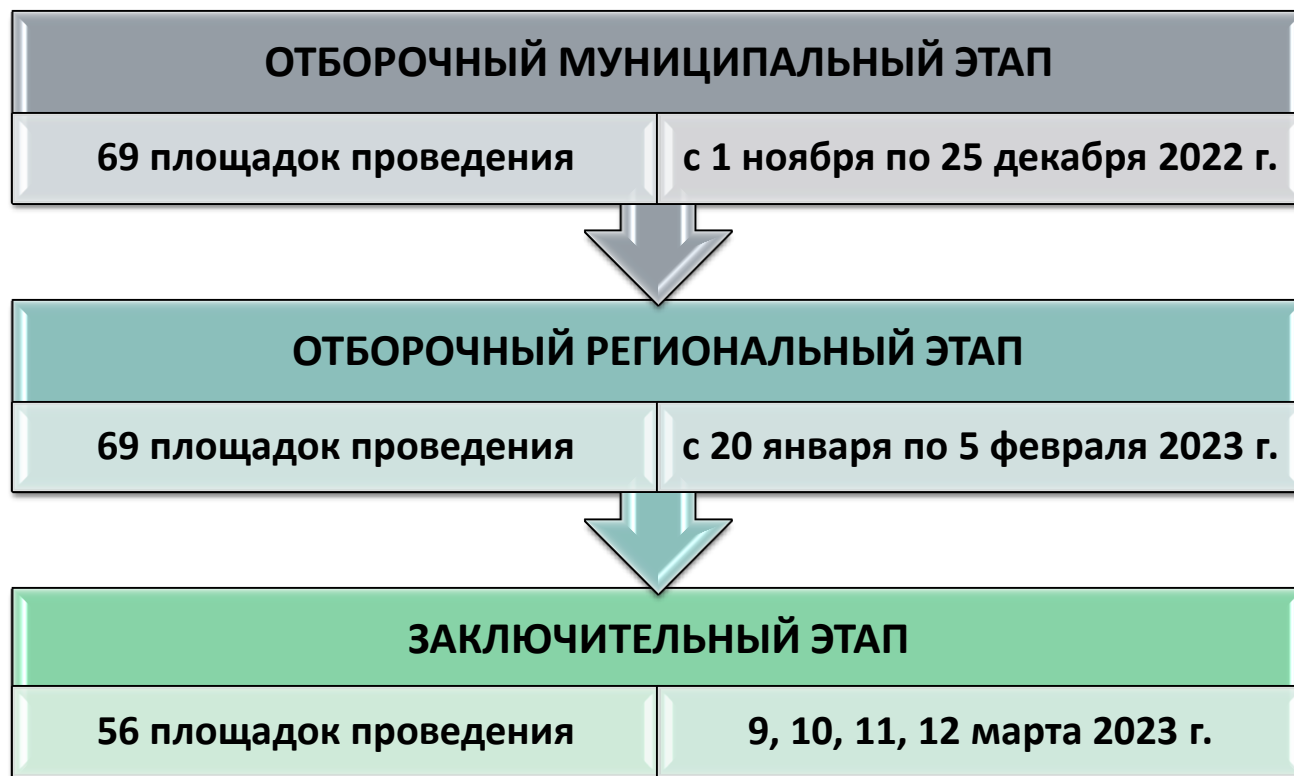 ОТБОРОЧНЫЙ МУНИЦИПАЛЬНЫЙ ЭТАП
69 площадок проведения
с 1 ноября по 25 декабря 2022 г.
ОТБОРОЧНЫЙ РЕГИОНАЛЬНЫЙ ЭТАП
69 площадок проведения
с 20 января по 5 февраля 2023 г.
ЗАКЛЮЧИТЕЛЬНЫЙ ЭТАП
56 площадок проведения
9, 10, 11, 12 марта 2023 г.